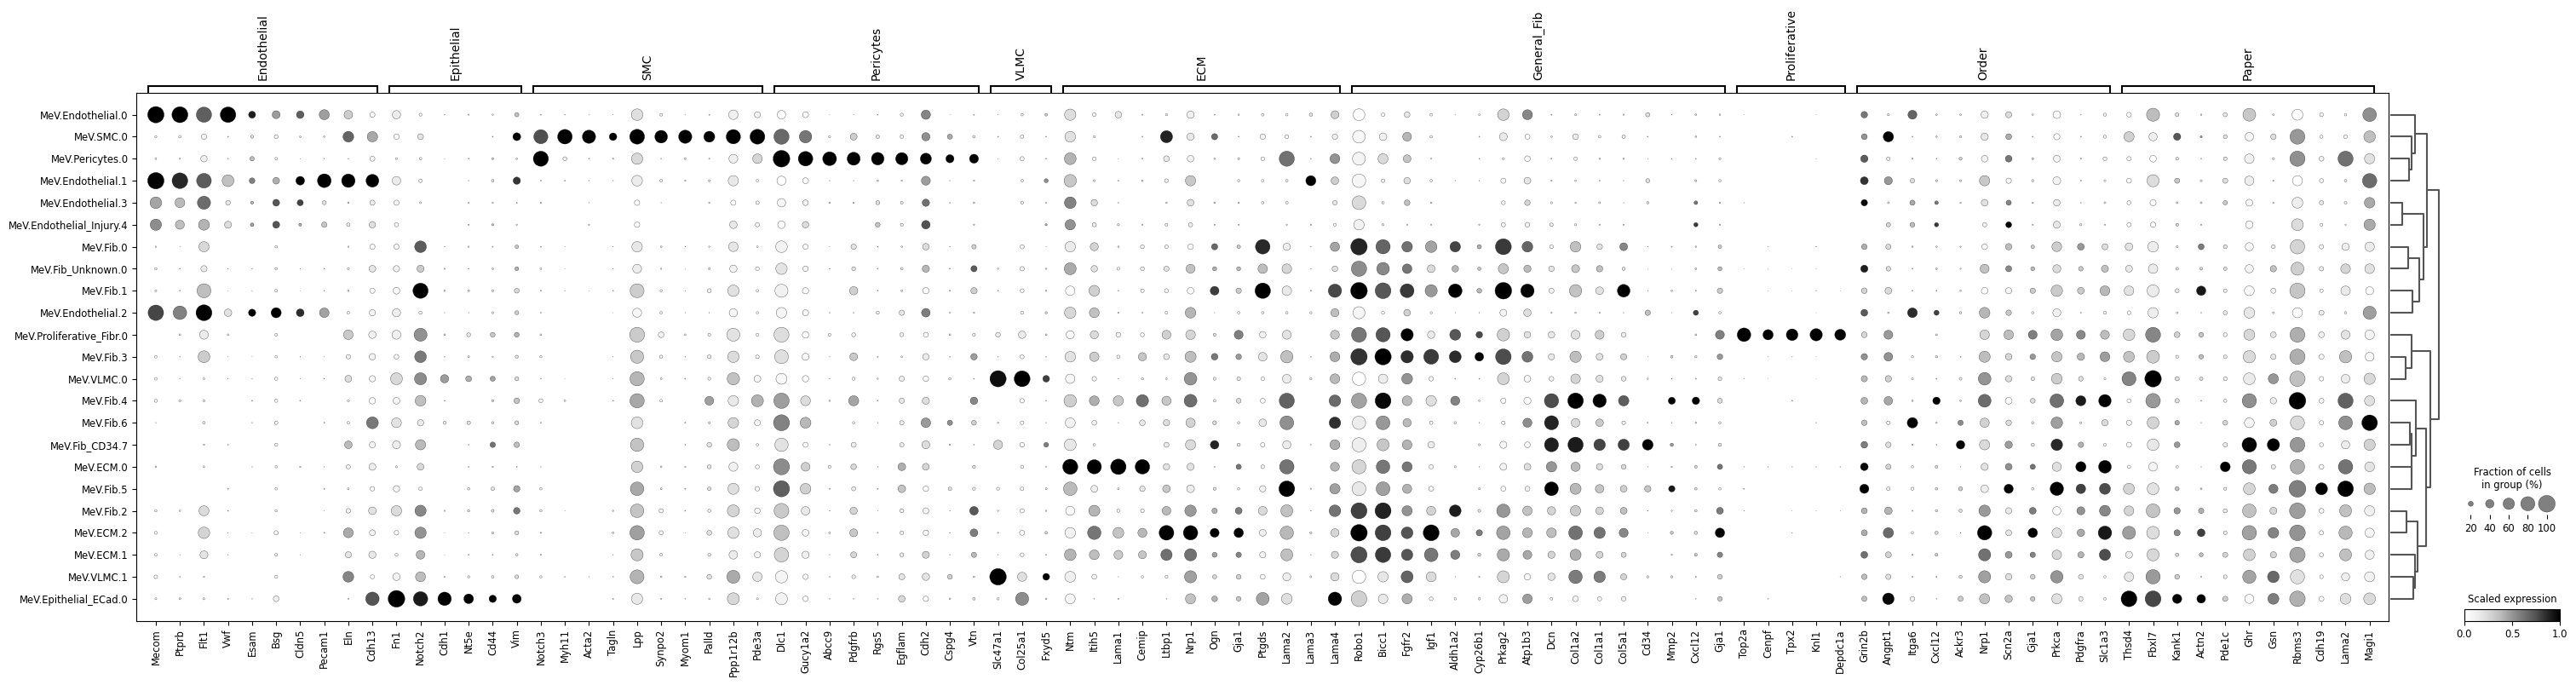 Endothelial
Epithelial
SMC
Pericytes
VLMC
ECM
General_Fib
Proliferative
Order
Paper
MeV.Endothelial.0
MeV.SMC.0
MeV.Pericytes.0
MeV.Endothelial.1
MeV.Endothelial.3
MeV.Endothelial_Injury.4
MeV.Fib.0
MeV.Fib_Unknown.0
MeV.Fib.1
MeV.Endothelial.2
MeV.Proliferative_Fibr.0
MeV.Fib.3
MeV.VLMC.0
MeV.Fib.4
MeV.Fib.6
MeV.Fib_CD34.7
MeV.ECM.0
MeV.Fib.5
MeV.Fib.2
MeV.ECM.2
MeV.ECM.1
MeV.VLMC.1
MeV.Epithelial_ECad.0
Mecom
Ptprb
Flt1
Vwf
Esam
Bsg
Cldn5
Pecam1
Eln
Cdh13
Fn1
Notch2
Cdh1
Nt5e
Cd44
Vim
Notch3
Myh11
Acta2
Tagln
Lpp
Synpo2
Myom1
Palld
Ppp1r12b
Pde3a
Dlc1
Gucy1a2
Abcc9
Pdgfrb
Rgs5
Egflam
Cdh2
Cspg4
Vtn
Slc47a1
Col25a1
Fxyd5
Ntm
Itih5
Lama1
Cemip
Ltbp1
Nrp1
Ogn
Gja1
Ptgds
Lama2
Lama3
Lama4
Robo1
Bicc1
Fgfr2
Igf1
Aldh1a2
Cyp26b1
Prkag2
Atp1b3
Dcn
Col1a2
Col1a1
Col5a1
Cd34
Mmp2
Cxcl12
Gja1
Top2a
Cenpf
Tpx2
Knl1
Depdc1a
Grin2b
Angpt1
Itga6
Cxcl12
Ackr3
Nrp1
Scn2a
Gja1
Prkca
Pdgfra
Slc1a3
Thsd4
Fbxl7
Kank1
Actn2
Pde1c
Ghr
Gsn
Rbms3
Cdh19
Lama2
Magi1
Fraction of cells
in group (%)
20 40 60 80 100
Scaled expression
0.0 0.5 1.0